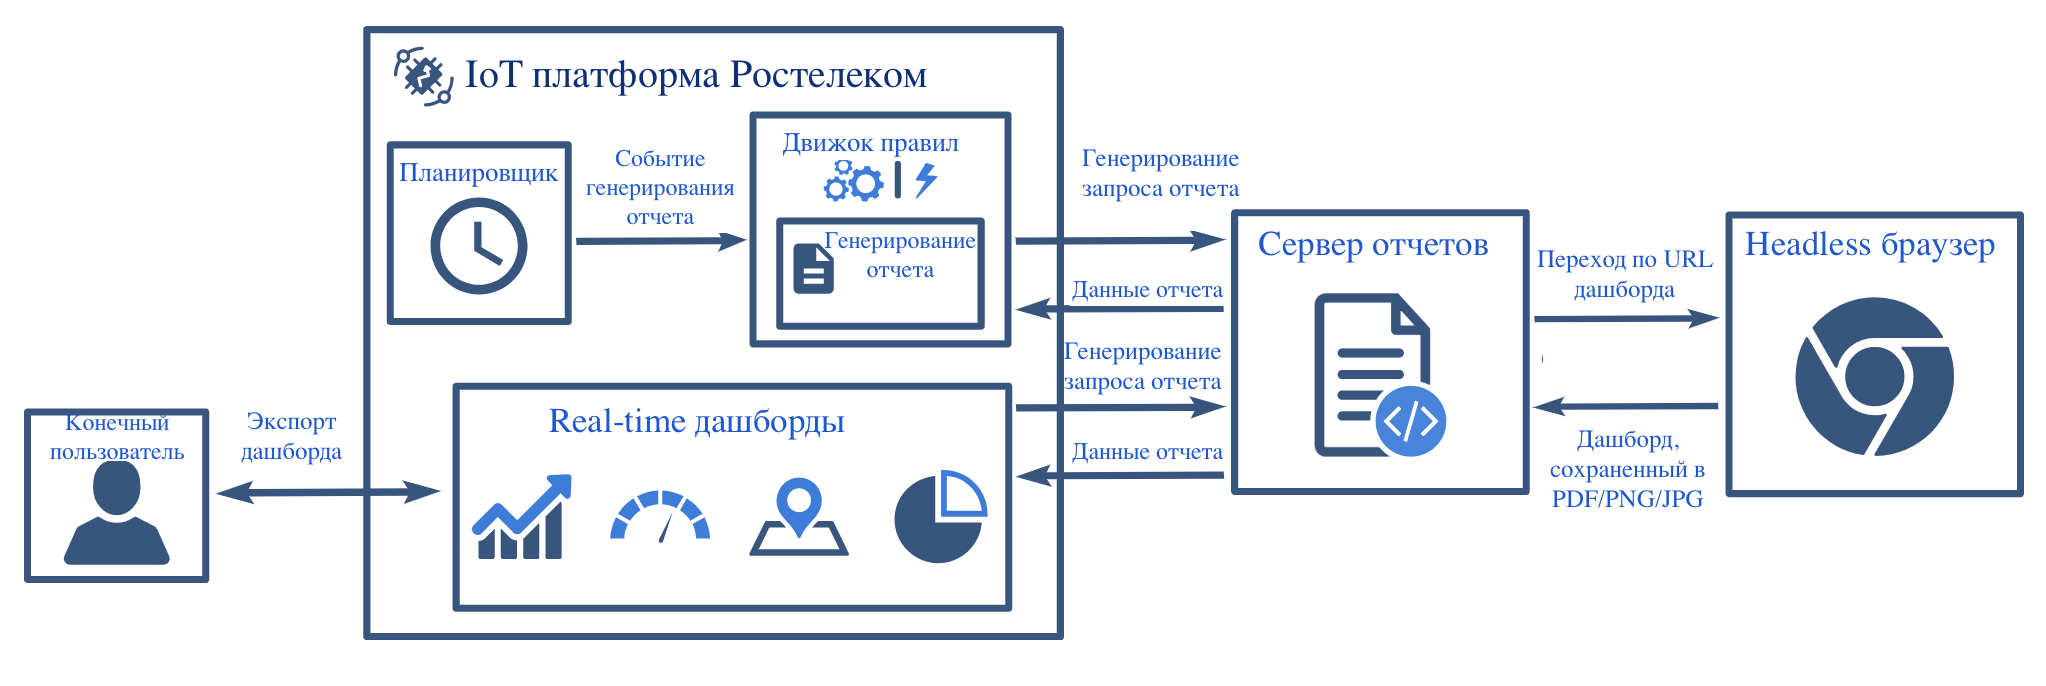 IoT платформа Ростелеком
Планировщик
Событие
генерирования
отчета
Движок правил
Генерирование
отчета
Генерирование
запроса отчета
Данные отчета
Генерирование
запроса отчета
Данные отчета
Сервер отчетов
Переход по URL
дашборда
Headless браузер
Дашборд,
сохраненный в
PDF/PNG/JPG
Real-time дашборды
Конечный
пользователь
Экспорт
дашборда